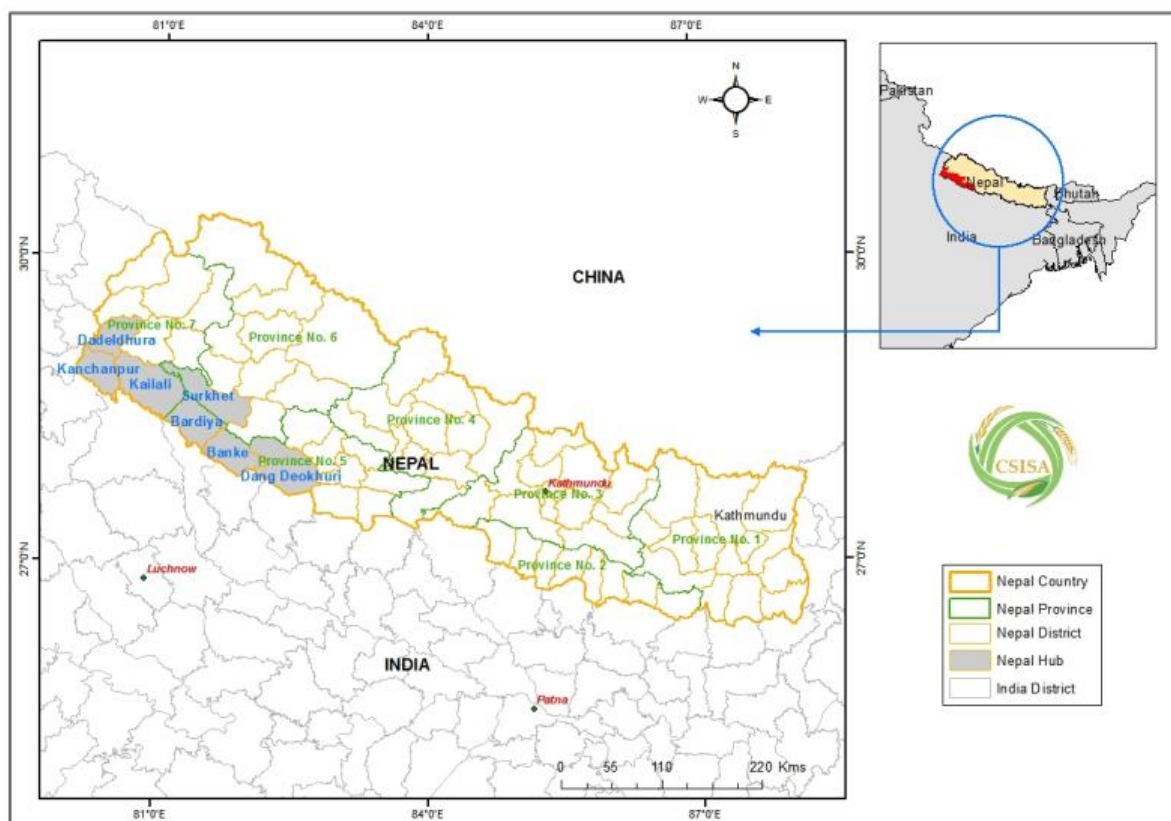 81°0'E 84°0'E 87°0'E
N
W E
S
30°0'N
27°0'N
CHINA
NEPAL
INDIA
Province No. 7
Dadeldhura
Province No. 6
Kanchanpur
Kailali
Surkhet
Bardiya
Province No. 4
Banke
Province No. 5
Dang Deokhuri
Kathmundu
Province No. 3
Kathmundu
Province No. 1
Province No. 2
Luchnow
Patna
0 55 110 220 Kms
81°0'E 84°0'E 87°0'E
30°0'N
27°0'N
Pakistan
Nepal
Bhutan
India
Bangladesh
CSISA
Nepal Country
Nepal Province
Nepal District
Nepal Hub
India District